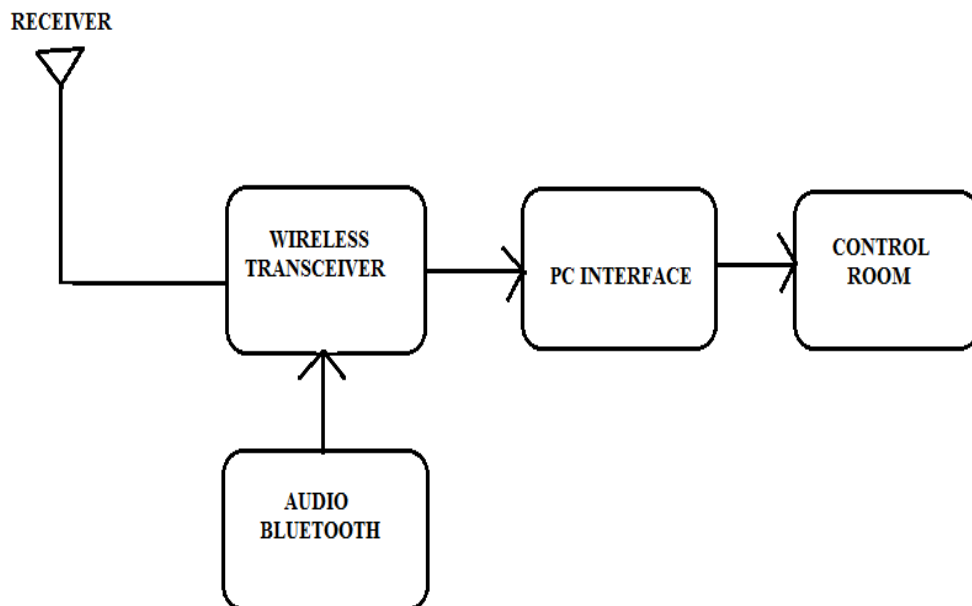 RECEIVER
WIRELESS
TRANSCEIVER
PC INTERFACE
CONTROL
ROOM
AUDIO
BLUETOOTH